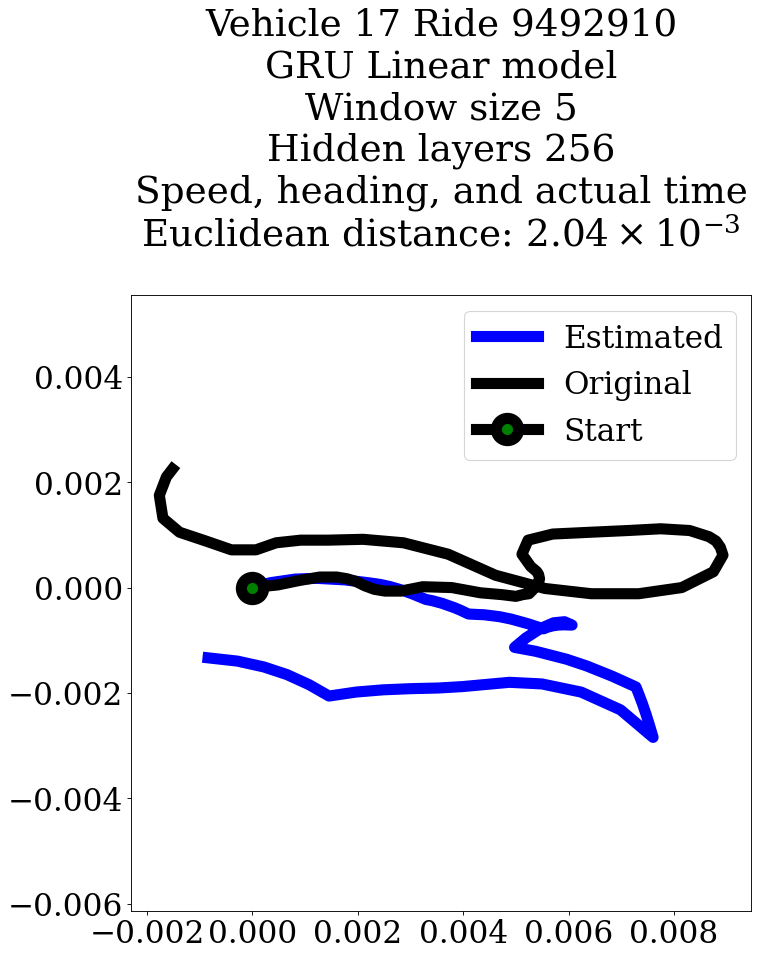 Vehicle 17 Ride 9492910
GRU Linear model
Window size 5
Hidden layers 256
Speed, heading, and actual time
Euclidean distance: 2.04 × 10⁻³
Estimated
Original
Start
0.004
0.002
0.000
−0.002
−0.004
−0.006
−0.002 0.000 0.002 0.004 0.006 0.008